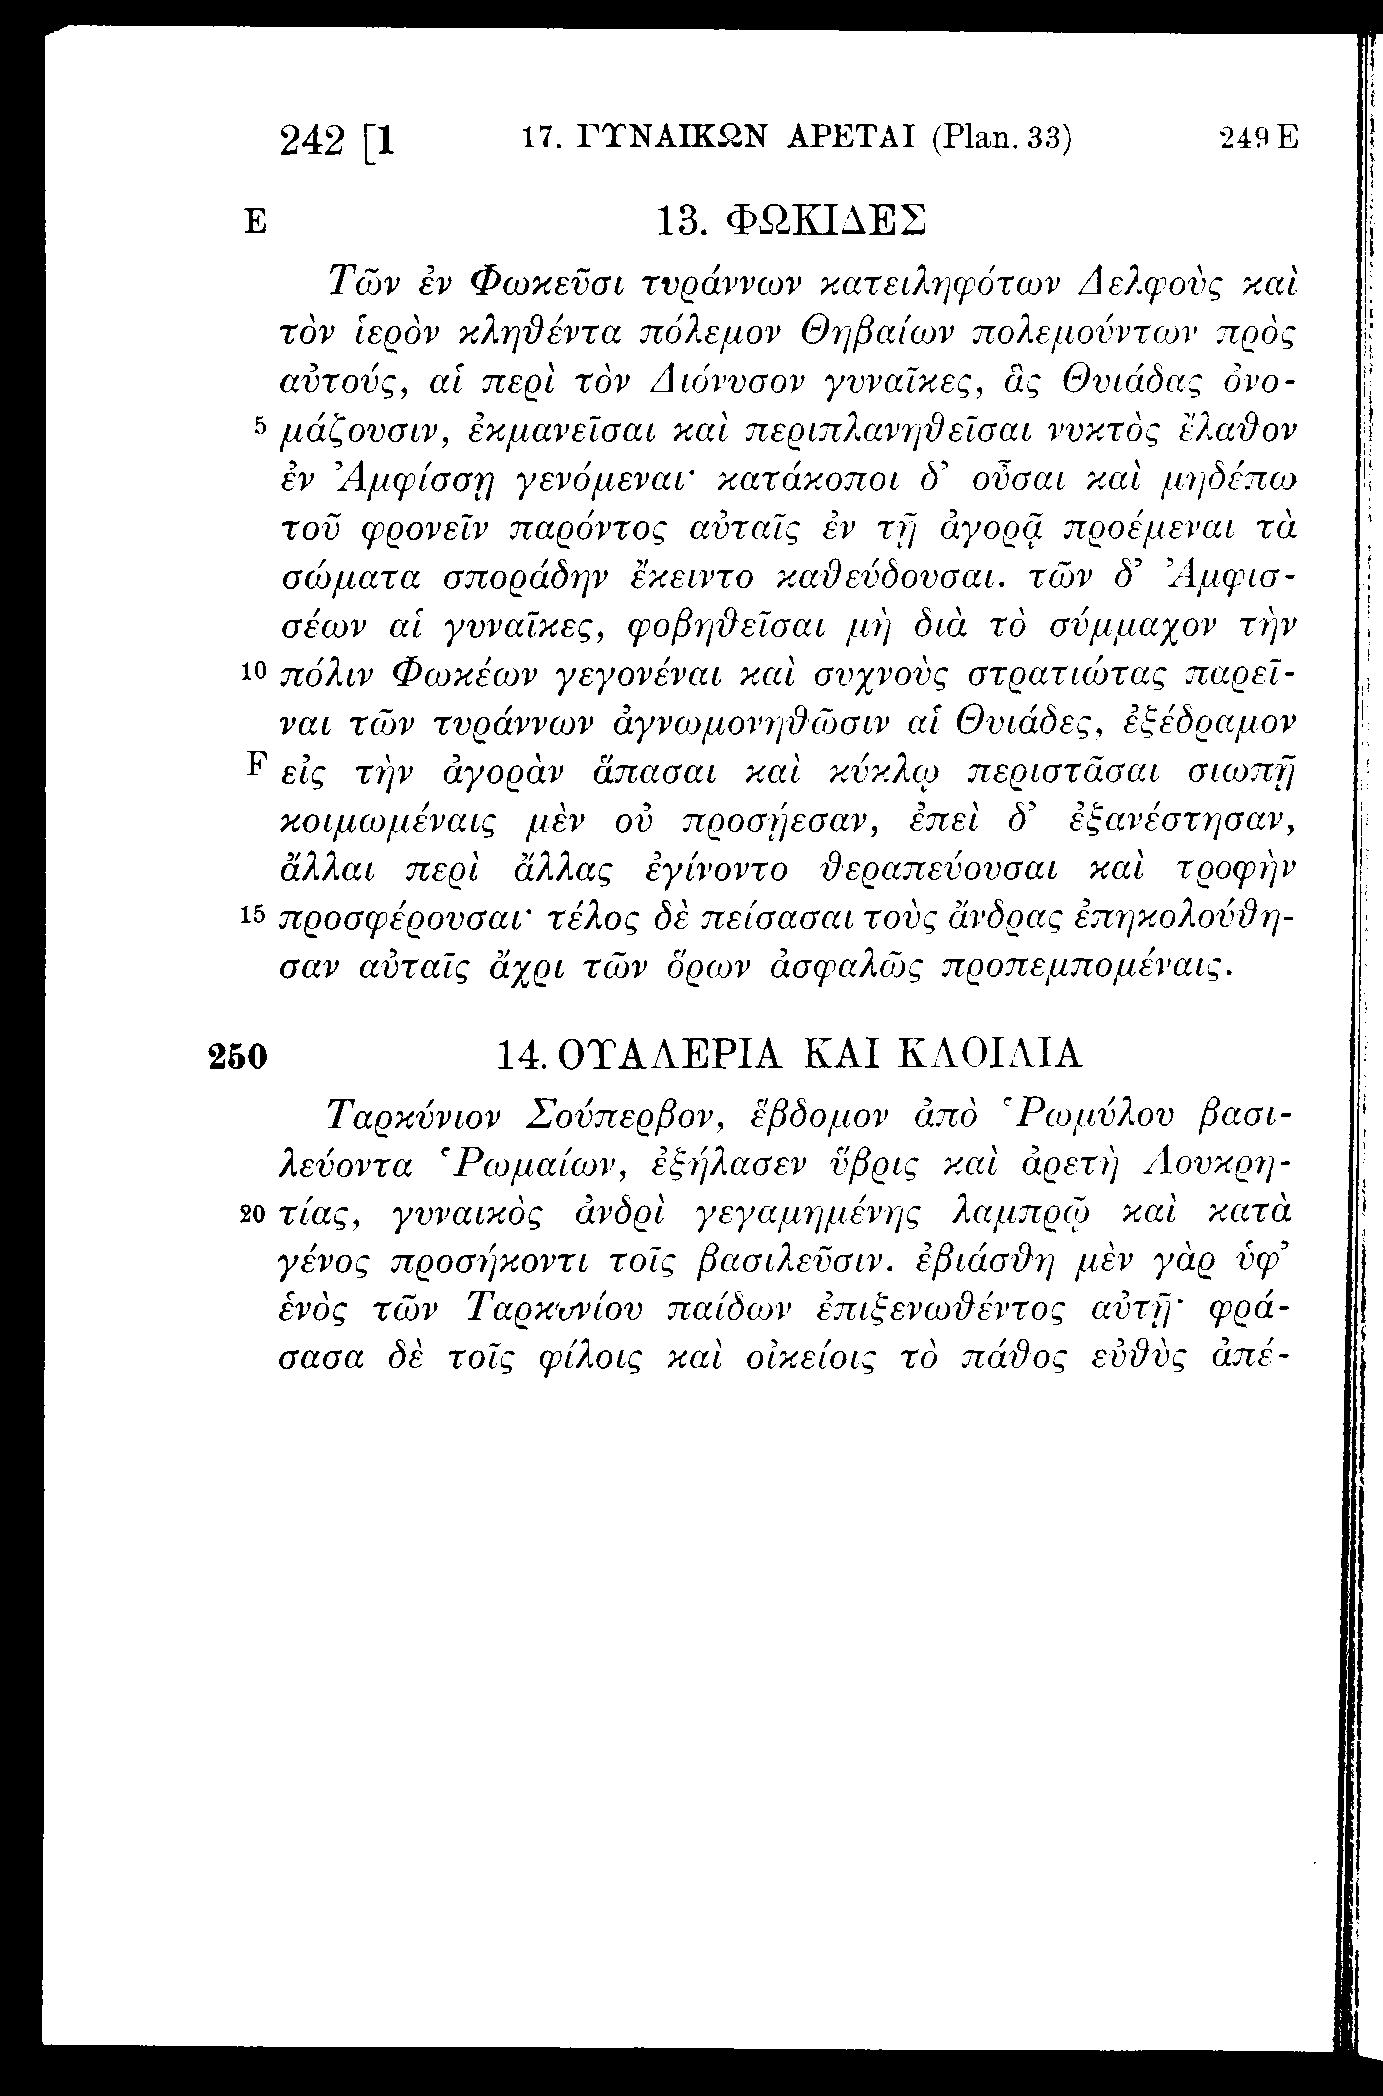 242 [1 17. ΓΥΝΑΙΚΩΝ ΑΡΕΤΑΙ (Plan. 33) 249 E
E 13. ΦΩΚΙΔΕΣ
Τῶν ἐν Φωκεῦσι τυράννων κατειληφότων Δελφοὺς καὶ
τὸν ἱερὸν κληθέντα πόλεμον Θηβαίων πολεμούντων πρὸς
αὐτούς, αἱ περὶ τὸν Διόνυσον γυναῖκες, ἃς Θυιάδας ὀνο-
5 μάζουσιν, ἐκμανεῖσαι καὶ περιπλανηθεῖσαι νυκτὸς ἔλαθον
ἐν Ἀμφίσσῃ γενόμεναι· κατάκοποι δ’ οὖσαι καὶ μηδέπω
τοῦ φρονεῖν παρόντος αὐταῖς ἐν τῇ ἀγορᾷ προέμεναι τὰ
σώματα σποράδην ἔκειντο καθεύδουσαι. τῶν δ’ Ἀμφισ-
σέων αἱ γυναῖκες, φοβηθεῖσαι μὴ διὰ τὸ σύμμαχον τὴν
10 πόλιν Φωκέων γεγονέναι καὶ συχνοὺς στρατιώτας παρεῖ-
ναι τῶν τυράννων ἀγνωμονηθῶσιν αἱ Θυιάδες, ἐξέδραμον
F εἰς τὴν ἀγορὰν ἅπασαι καὶ κύκλῳ περιστᾶσαι σιωπῇ
κοιμωμέναις μὲν οὐ προσῄεσαν, ἐπεὶ δ’ ἐξανέστησαν,
ἄλλαι περὶ ἄλλας ἐγίνοντο θεραπεύουσαι καὶ τροφὴν
15 προσφέρουσαι· τέλος δὲ πείσασαι τοὺς ἄνδρας ἐπηκολούθη-
σαν αὐταῖς ἄχρι τῶν ὅρων ἀσφαλῶς προπεμπομέναις.
250 14. ΟΥΑΛΕΡΙΑ ΚΑΙ ΚΛΟΙΛΙΑ
Ταρκύνιον Σούπερβον, ἕβδομον ἀπὸ Ῥωμύλου βασι-
λεύοντα Ῥωμαίων, ἐξήλασεν ὕβρις καὶ ἀρετὴ Λουκρη-
20 τίας, γυναικὸς ἀνδρὶ γεγαμημένης λαμπρῷ καὶ κατὰ
γένος προσήκοντι τοῖς βασιλεῦσιν. ἐβιάσθη μὲν γὰρ ὑφ’
ἑνὸς τῶν Ταρκυνίου παίδων ἐπιξενωθέντος αὐτῇ· φρά-
σασα δὲ τοῖς φίλοις καὶ οἰκείοις τὸ πάθος εὐθὺς ἀπέ-